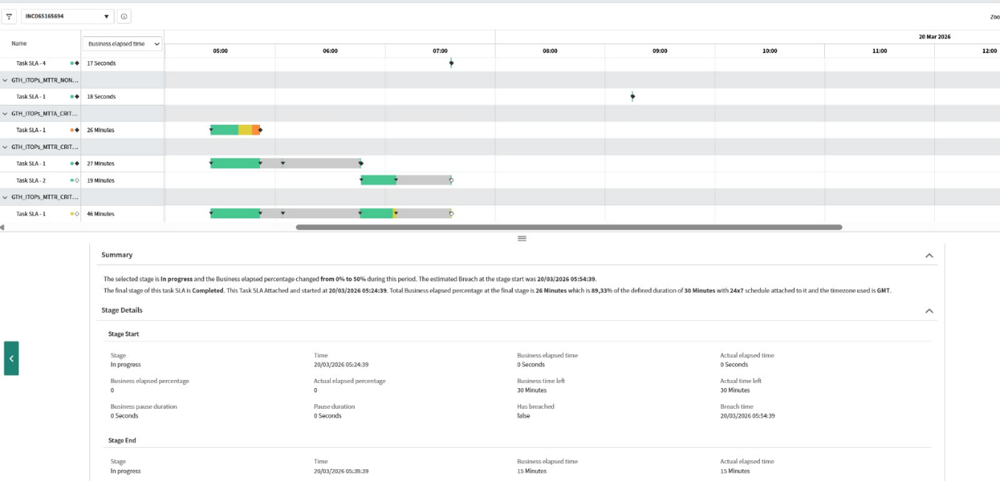 INC065165694
Zoo
Name
Business elapsed time
20 Mar 2026
05:00 06:00 07:00 08:00 09:00 10:00 11:00 12:00
Task SLA - 4 17 Seconds
GTH_ITOPs_MTTR_NON...
Task SLA - 1 18 Seconds
GTH_ITOPs_MTTA_CRIT...
Task SLA - 1 26 Minutes
GTH_ITOPs_MTTR_CRIT...
Task SLA - 1 27 Minutes
Task SLA - 2 19 Minutes
GTH_ITOPs_MTTR_CRIT...
Task SLA - 1 46 Minutes
Summary
The selected stage is In progress and the Business elapsed percentage changed from 0% to 50% during this period. The estimated Breach at the stage start was 20/03/2026 05:54:39.
The final stage of this task SLA is Completed. This Task SLA Attached and started at 20/03/2026 05:24:39. Total Business elapsed percentage at the final stage is 26 Minutes which is 89,33% of the defined duration of 30 Minutes with 24x7 schedule attached to it and the timezone used is GMT.
Stage Details
Stage Start
Stage Time Business elapsed time Actual elapsed time
In progress 20/03/2026 05:24:39 0 Seconds 0 Seconds
Business elapsed percentage Actual elapsed percentage Business time left Actual time left
0 0 30 Minutes 30 Minutes
Business pause duration Pause duration Has breached Breach time
0 Seconds 0 Seconds false 20/03/2026 05:54:39
Stage End
Stage Time Business elapsed time Actual elapsed time
In progress 20/03/2026 05:39:39 15 Minutes 15 Minutes